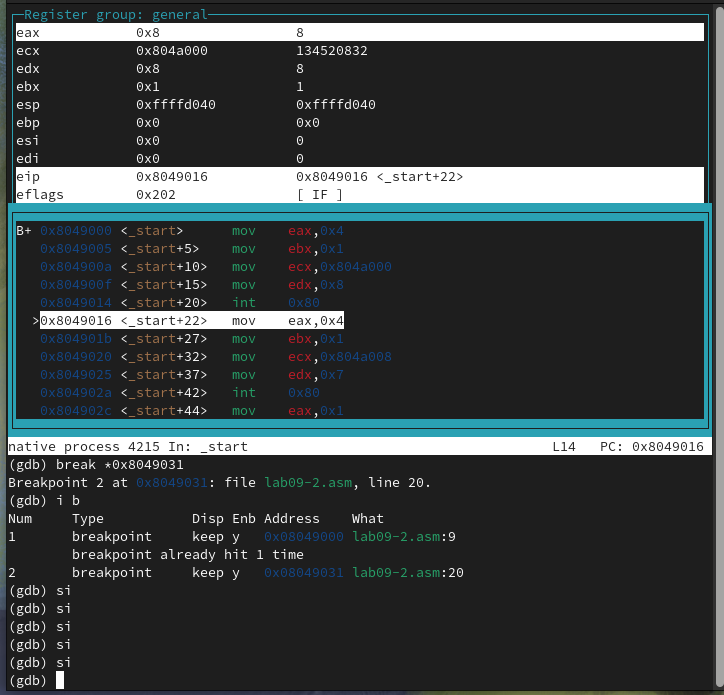 Register group: general
eax 0x8 8
ecx 0x804a000 134520832
edx 0x8 8
ebx 0x1 1
esp 0xffffd040 0xffffd040
ebp 0x0 0x0
esi 0x0 0
edi 0x0 0
eip 0x8049016 0x8049016 <_start+22>
eflags 0x202 [ IF ]
B+ 0x8049000 <_start> mov eax,0x4
0x8049005 <_start+5> mov ebx,0x1
0x804900a <_start+10> mov ecx,0x804a000
0x804900f <_start+15> mov edx,0x8
0x8049014 <_start+20> int 0x80
>0x8049016 <_start+22> mov eax,0x4
0x804901b <_start+27> mov ebx,0x1
0x8049020 <_start+32> mov ecx,0x804a008
0x8049025 <_start+37> mov edx,0x7
0x804902a <_start+42> int 0x80
0x804902c <_start+44> mov eax,0x1
native process 4215 In: _start L14 PC: 0x8049016
(gdb) break *0x8049031
Breakpoint 2 at 0x8049031: file lab09-2.asm, line 20.
(gdb) i b
Num Type Disp Enb Address What
1 breakpoint keep y 0x08049000 lab09-2.asm:9
breakpoint already hit 1 time
2 breakpoint keep y 0x08049031 lab09-2.asm:20
(gdb) si
(gdb) si
(gdb) si
(gdb) si
(gdb) si
(gdb)